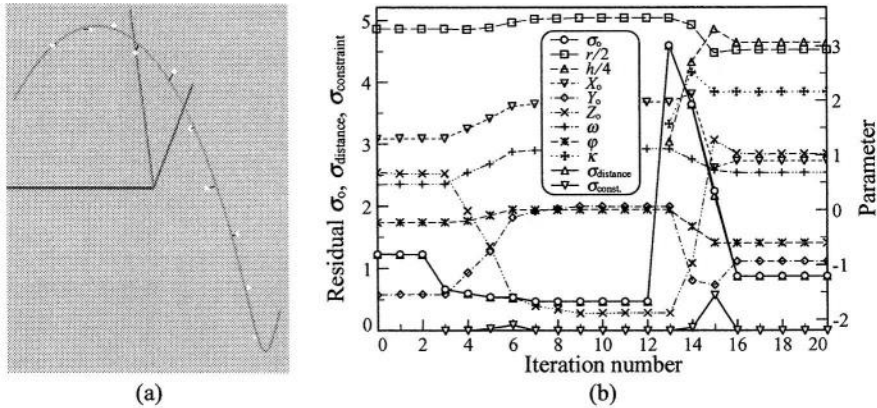 5
4
3
2
1
0
Residual σo, σdistance, σconstraint
σo
r/2
h/4
Xo
Yo
Zo
ω
φ
κ
σdistance
σconst.
3
2
1
0
-1
-2
Parameter
0 2 4 6 8 10 12 14 16 18 20
Iteration number
(a)
(b)